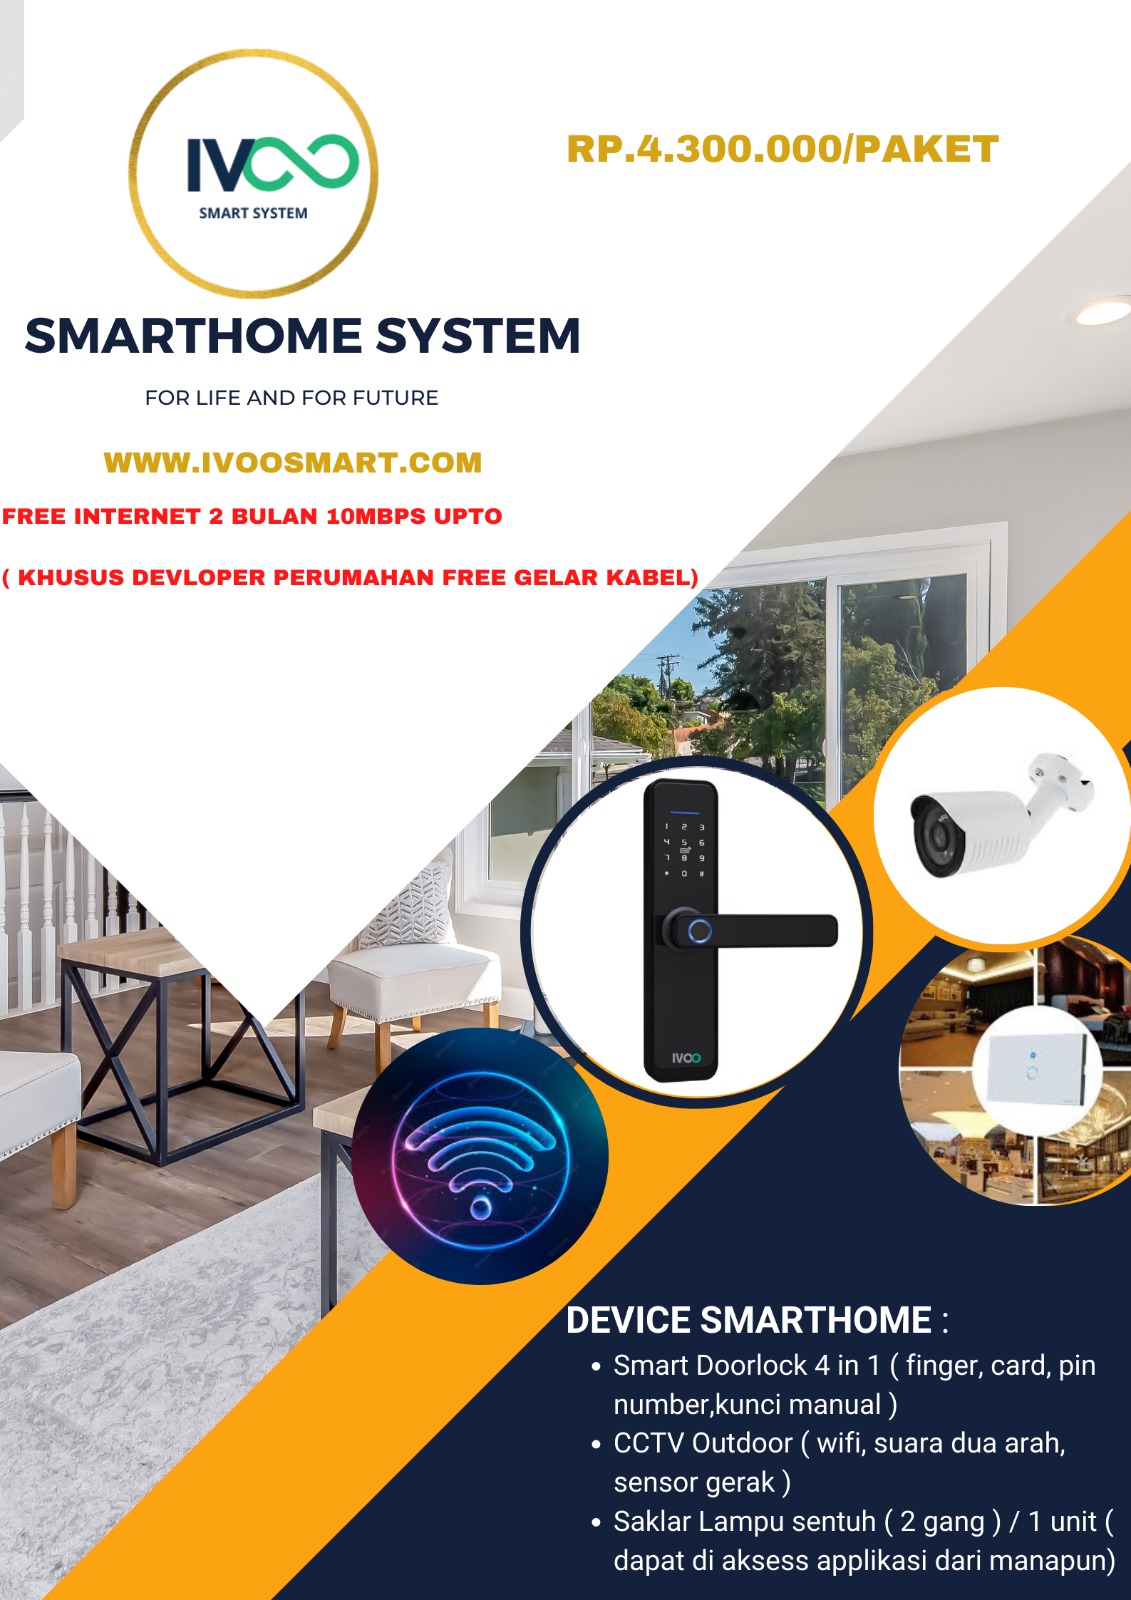 IVOO
SMART SYSTEM
RP.4.300.000/PAKET
SMARTHOME SYSTEM
FOR LIFE AND FOR FUTURE
WWW.IVOOSMART.COM
FREE INTERNET 2 BULAN 10MBPS UPTO
( KHUSUS DEVLOPER PERUMAHAN FREE GELAR KABEL)
1 2 3
4 5 6
7 8 9
* 0 #
IVOO
DEVICE SMARTHOME :
• Smart Doorlock 4 in 1 ( finger, card, pin
number,kunci manual )
• CCTV Outdoor ( wifi, suara dua arah,
sensor gerak )
• Saklar Lampu sentuh ( 2 gang ) / 1 unit (
dapat di aksess applikasi dari manapun)